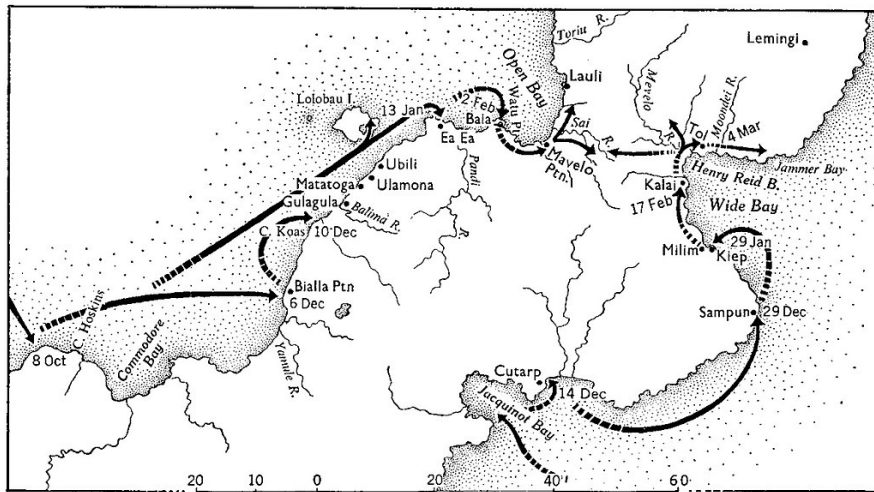 Toriu R.
Lemingi
Open Bay
Lauli
Mevelo
R.
Moondei R.
Lolobau I.
13 Jan
2 Feb
Watu Ptn.
Bala
Ea Ea
Sai
R.
Tol
4 Mar
Mavelo
Ptn.
Jammer Bay
Henry Reid B.
Ubili
Matatoga
Ulamona
Gulagula
Balima R.
Pandi
R.
Kalai
Wide Bay
17 Feb
C. Koas
10 Dec
29 Jan
Milim
Kiep
Bialla Ptn
6 Dec
Sampun
29 Dec
C. Hoskins
8 Oct
Commodore
Bay
Yamule R.
Cutarp
14 Dec
Jacquinot Bay
20 10 0 20 40 60